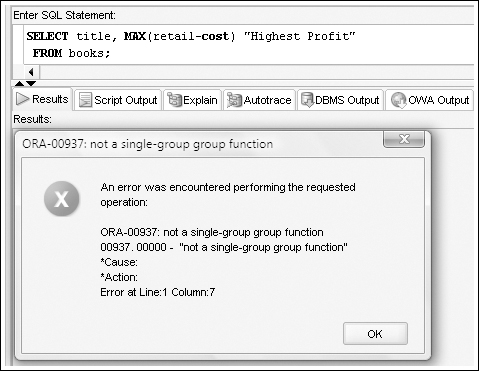 Enter SQL Statement:
SELECT title, MAX(retail-cost) "Highest Profit"
FROM books;
Results Script Output Explain Autotrace DBMS Output OWA Output
Results:
ORA-00937: not a single-group group function
An error was encountered performing the requested
operation:
ORA-00937: not a single-group group function
00937. 00000 - "not a single-group group function"
*Cause:
*Action:
Error at Line:1 Column:7
OK